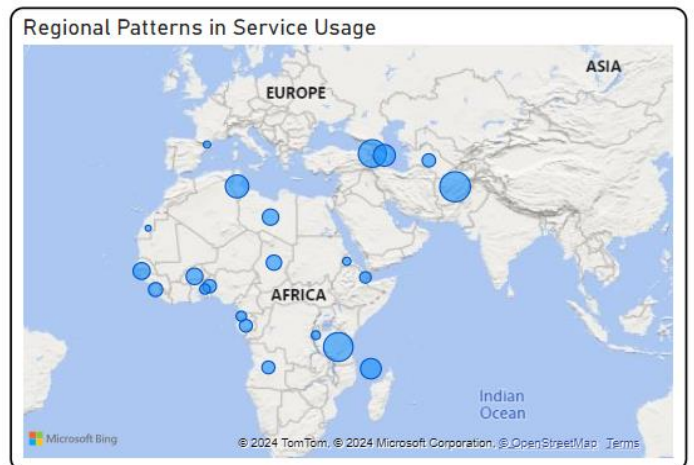 Regional Patterns in Service Usage
ASIA
EUROPE
AFRICA
Indian
Ocean
Microsoft Bing
© 2024 TomTom, © 2024 Microsoft Corporation, © OpenStreetMap Terms